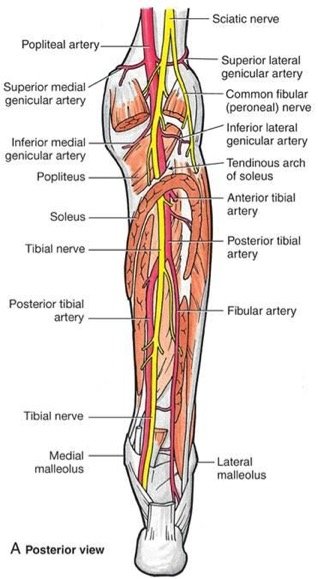 Sciatic nerve
Popliteal artery
Superior lateral
genicular artery
Superior medial
genicular artery
Common fibular
(peroneal) nerve
Inferior lateral
genicular artery
Inferior medial
genicular artery
Tendinous arch
of soleus
Popliteus
Anterior tibial
artery
Soleus
Posterior tibial
artery
Tibial nerve
Posterior tibial
artery
Fibular artery
Tibial nerve
Medial
malleolus
Lateral
malleolus
A Posterior view